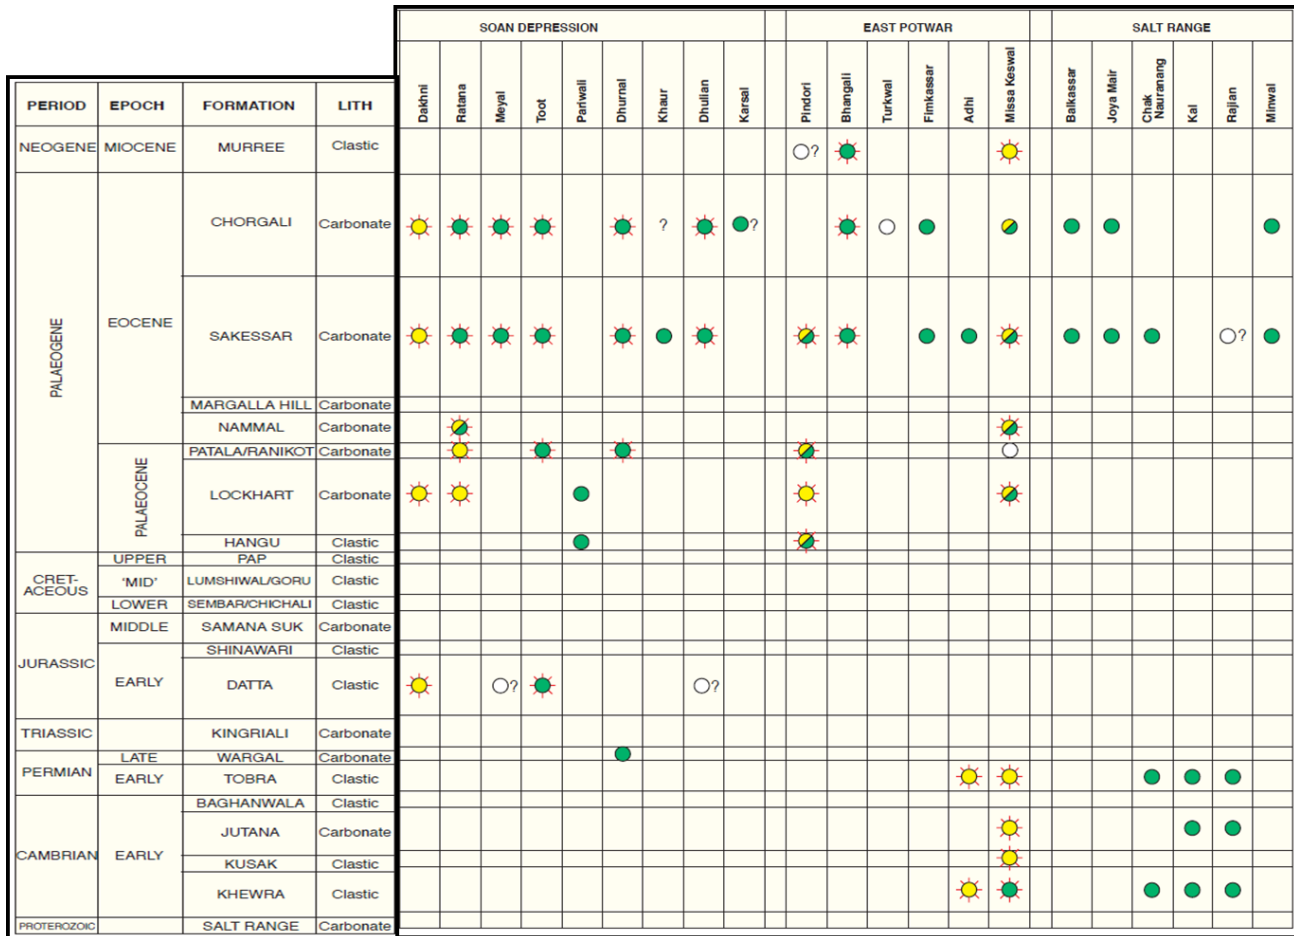 SOAN DEPRESSION EAST POTWAR SALT RANGE
PERIOD EPOCH FORMATION LITH Dakhni Ratana Meyal Toot Pariwali Dhurnal Khaur Dhulian Karsal Pindori Bhangali Turkwal Fimkassar Adhi Missa Keswal Balkassar Joya Mair Chak Nauranang Kal Rajian Minwal
NEOGENE MIOCENE MURREE Clastic ?
PALAEOGENE EOCENE CHORGALI Carbonate ? ?
SAKESSAR Carbonate ?
MARGALLA HILL Carbonate
NAMMAL Carbonate
PALAEOCENE PATALA/RANIKOT Carbonate
LOCKHART Carbonate
HANGU Clastic
CRET-
ACEOUS
UPPER PAP Clastic
'MID' LUMSHIWAL/GORU Clastic
LOWER SEMBAR/CHICHALI Clastic
JURASSIC MIDDLE SAMANA SUK Carbonate
EARLY SHINAWARI Clastic
DATTA Clastic ? ?
TRIASSIC KINGRIALI Carbonate
PERMIAN LATE WARGAL Carbonate
EARLY TOBRA Clastic
CAMBRIAN EARLY BAGHANWALA Clastic
JUTANA Carbonate
KUSAK Clastic
KHEWRA Clastic
PROTEROZOIC SALT RANGE Carbonate